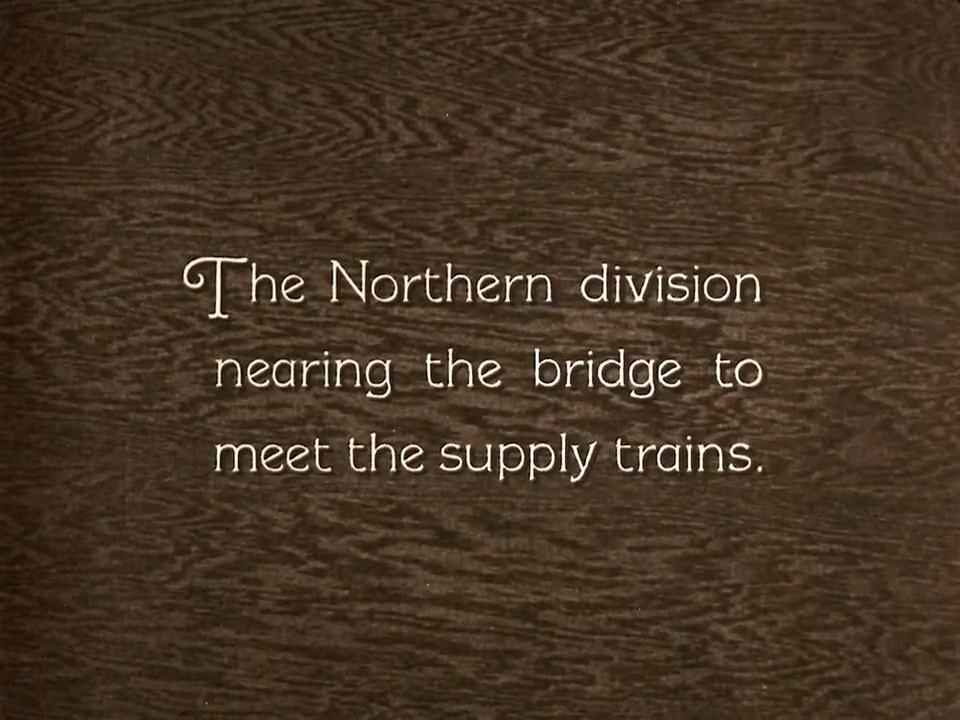 The Northern division
nearing the bridge to
meet the supply trains.